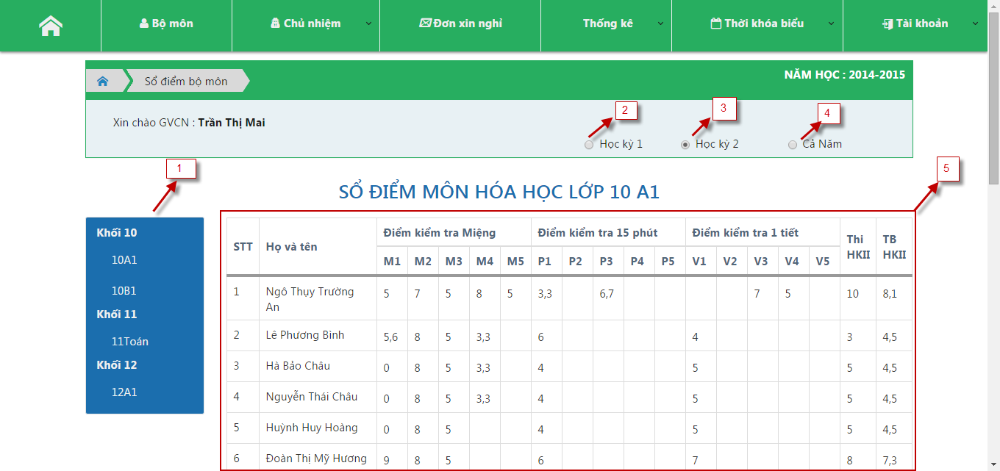 Bộ môn Chủ nhiệm Đơn xin nghỉ Thống kê Thời khóa biểu Tài khoản
Sổ điểm bộ môn NĂM HỌC : 2014-2015
Xin chào GVCN : Trần Thị Mai
2 3 4
Học kỳ 1 Học kỳ 2 Cả Năm
1 5
SỔ ĐIỂM MÔN HÓA HỌC LỚP 10 A1
Khối 10
10A1
10B1
Khối 11
11Toán
Khối 12
12A1
STT Họ và tên Điểm kiểm tra Miệng Điểm kiểm tra 15 phút Điểm kiểm tra 1 tiết Thi HKII TB HKII
M1 M2 M3 M4 M5 P1 P2 P3 P4 P5 V1 V2 V3 V4 V5
1 Ngô Thụy Trường An 5 7 5 8 5 3,3 6,7 7 5 10 8,1
2 Lê Phương Bình 5,6 8 5 3,3 6 4 3 4,5
3 Hà Bảo Châu 0 8 5 3,3 4 5 5 4,5
4 Nguyễn Thái Châu 0 8 5 3,3 4 5 5 4,5
5 Huỳnh Huy Hoàng 0 8 5 4 5 5 4,5
6 Đoàn Thị Mỹ Hương 9 8 5 6 7 8 7,3